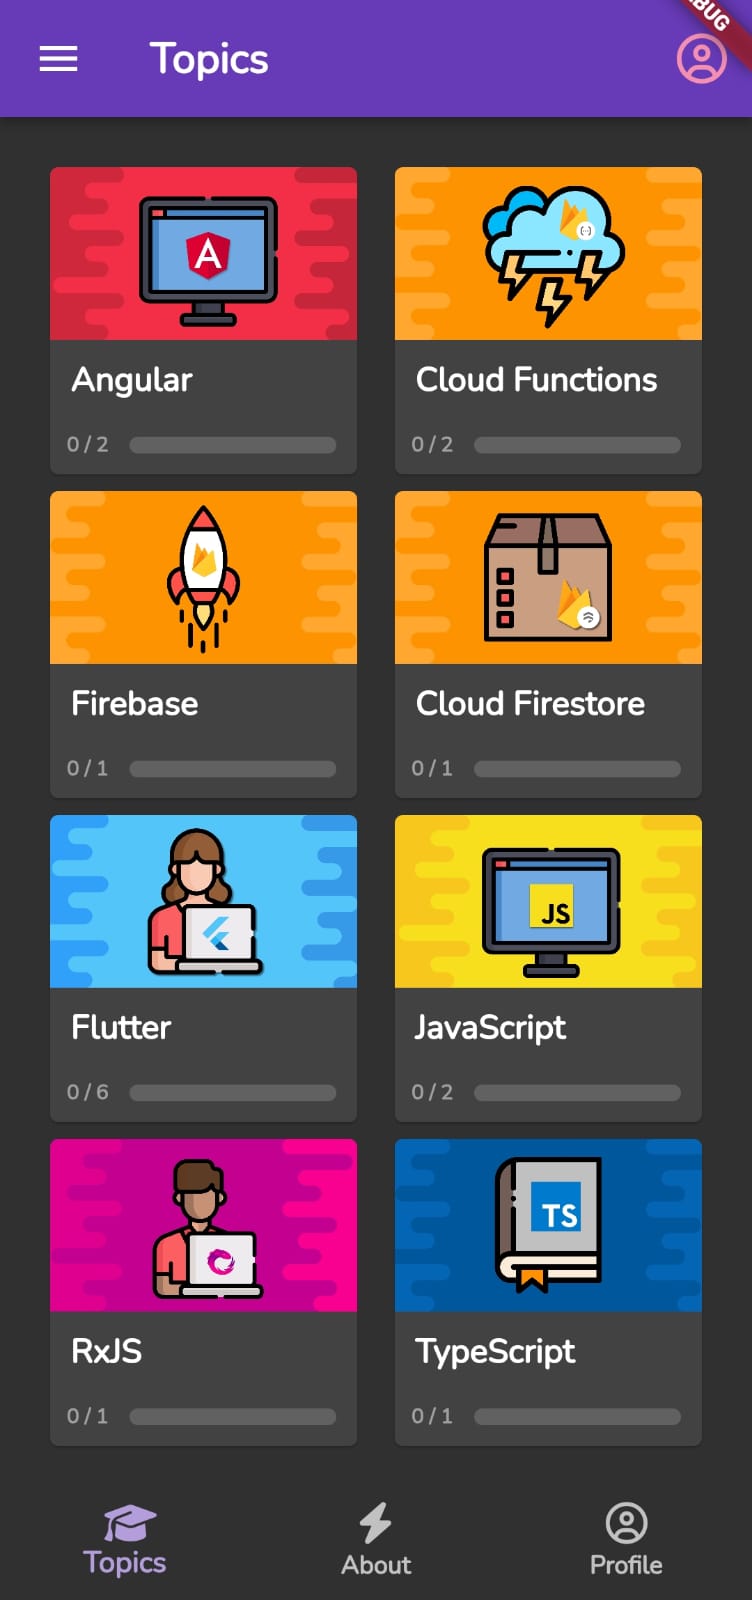 Topics
BUG
A
Angular
0 / 2
Cloud Functions
0 / 2
Firebase
0 / 1
Cloud Firestore
0 / 1
Flutter
0 / 6
JS
JavaScript
0 / 2
RxJS
0 / 1
TS
TypeScript
0 / 1
Topics
About
Profile